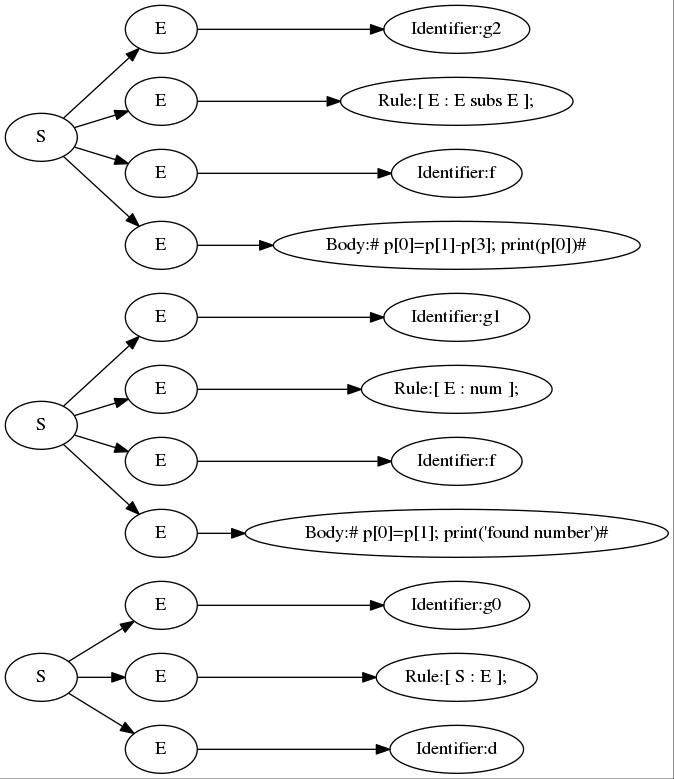 E
Identifier:g2
E
Rule:[ E : E subs E ];
S
E
Identifier:f
E
Body:# p[0]=p[1]-p[3]; print(p[0])#
E
Identifier:g1
E
Rule:[ E : num ];
S
E
Identifier:f
E
Body:# p[0]=p[1]; print('found number')#
E
Identifier:g0
S
E
Rule:[ S : E ];
E
Identifier:d